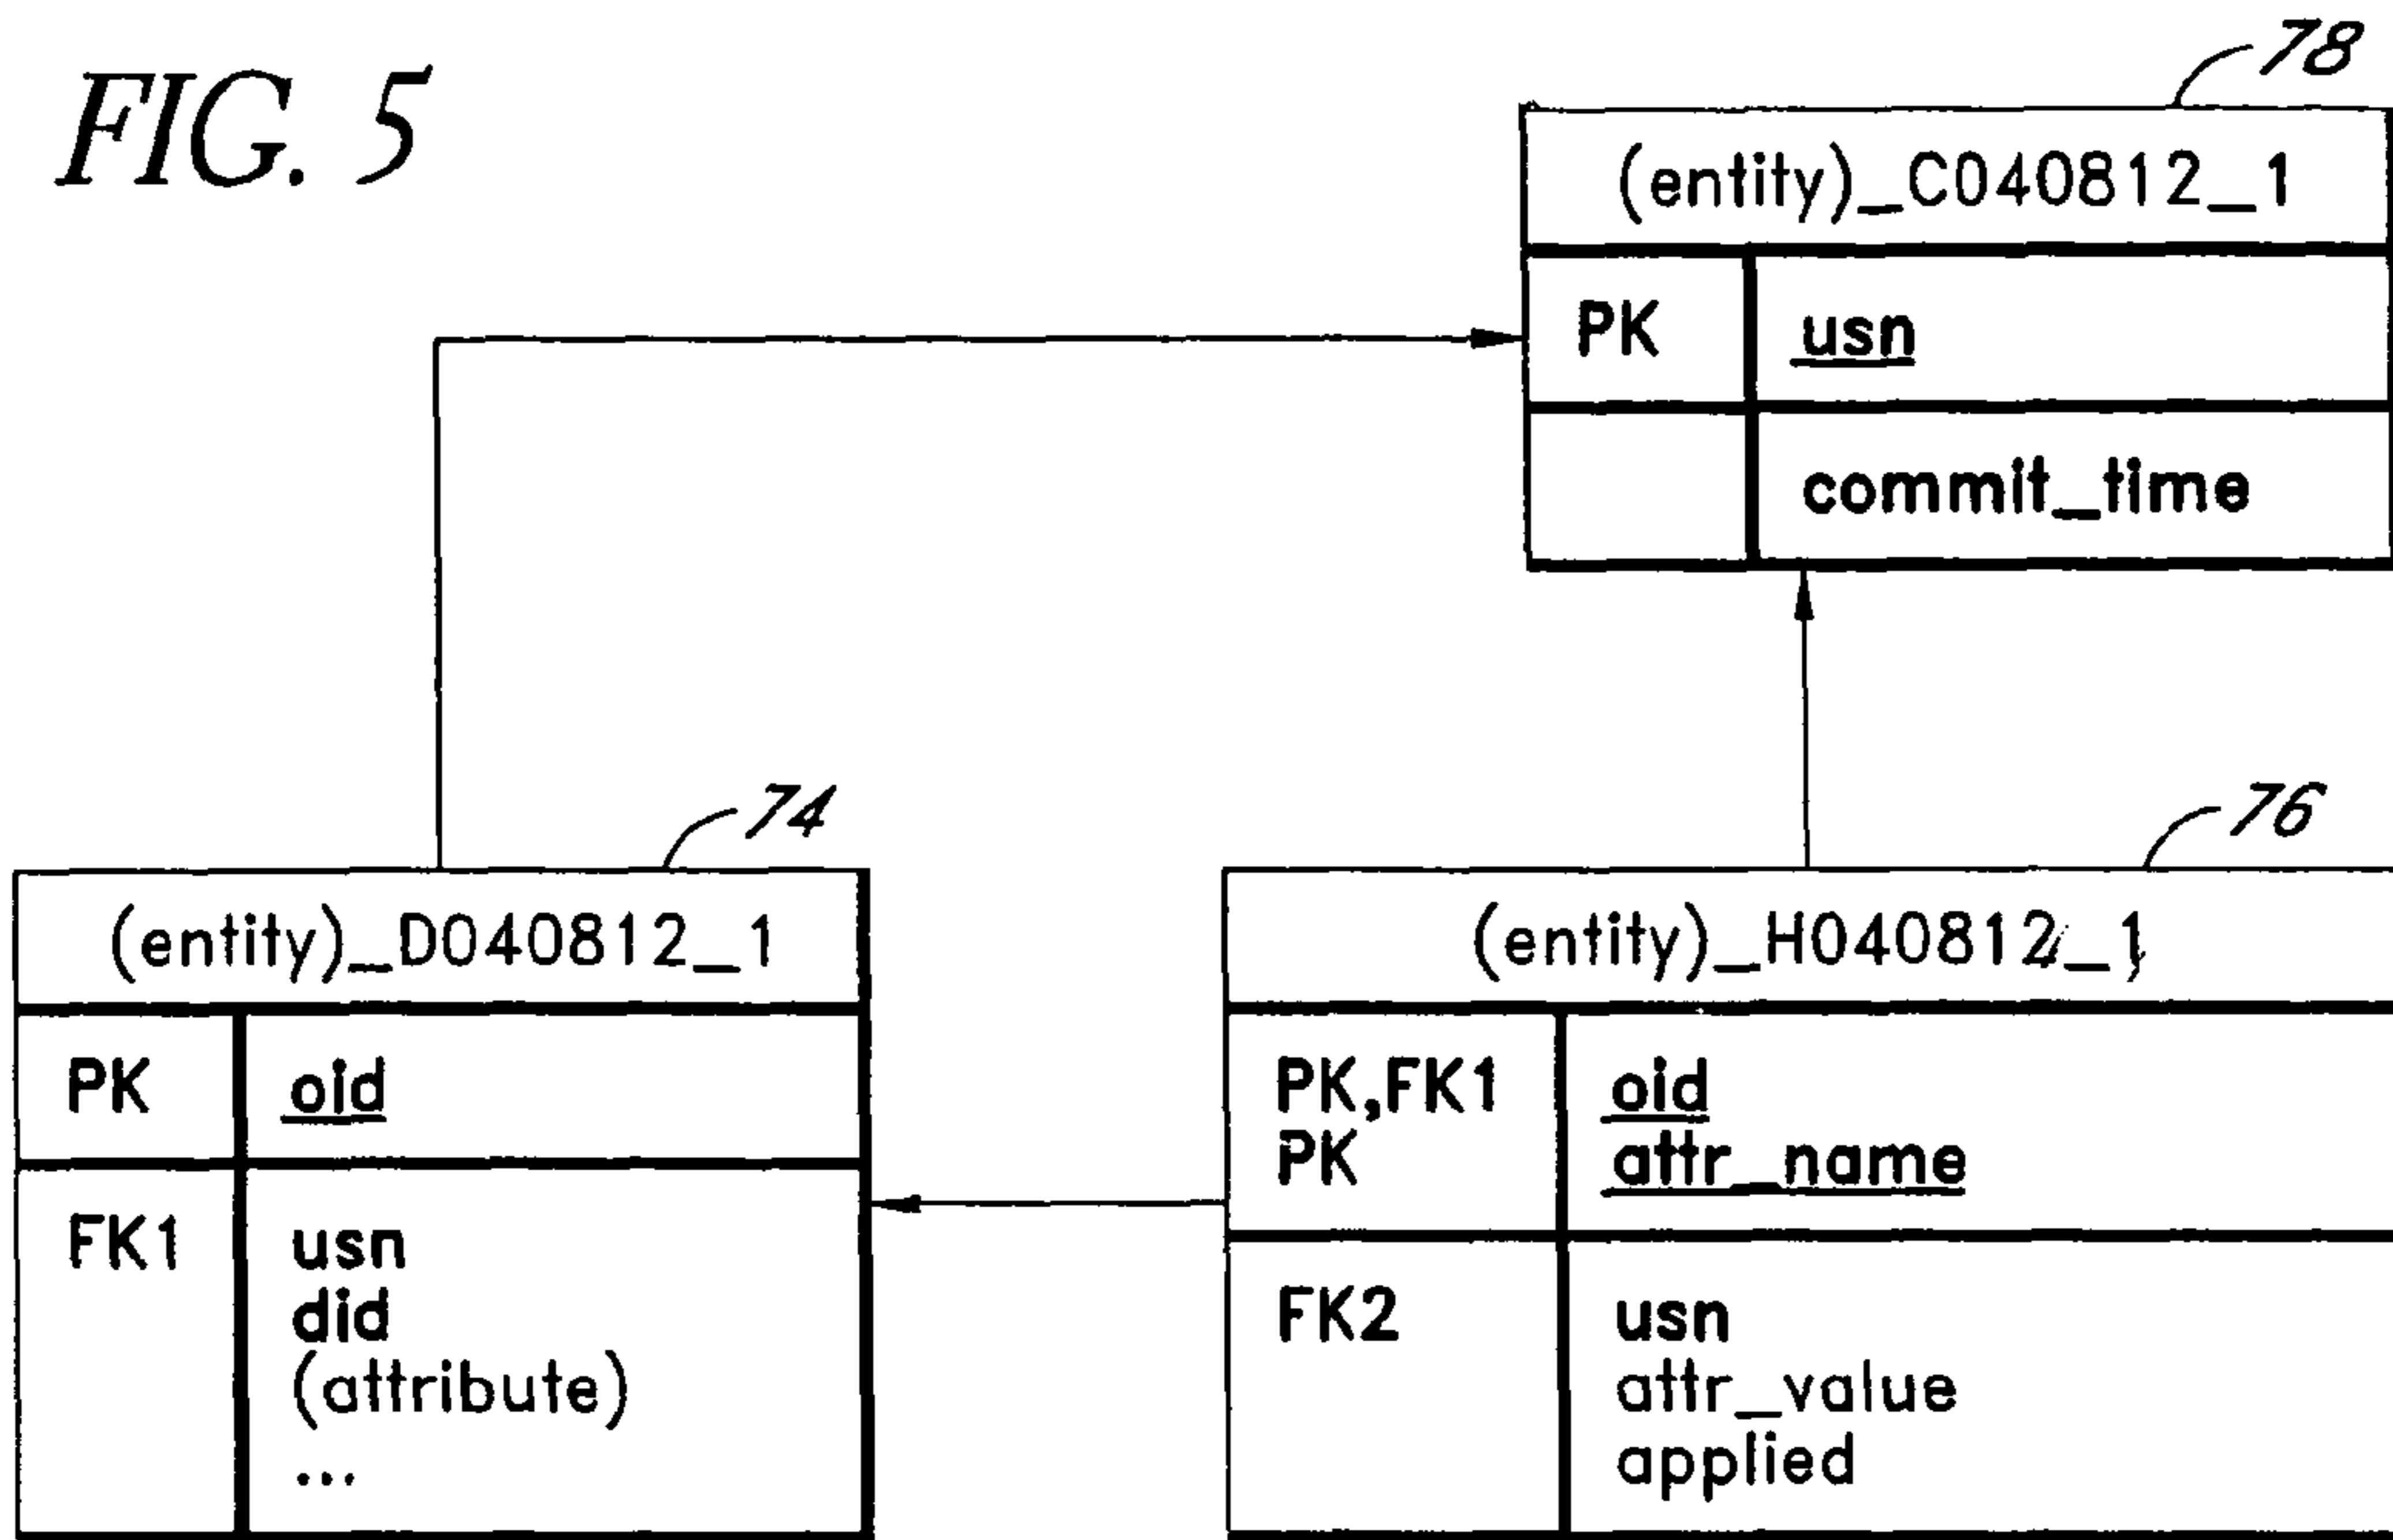 FIG. 5
78
(entity)_C040812_1
PK usn
commit_time
74
(entity)_D040812_1
PK oid
FK1 usn
did
(attribute)
...
76
(entity)_H040812_1
PK,FK1 oid
PK attr_name
FK2 usn
attr_value
applied